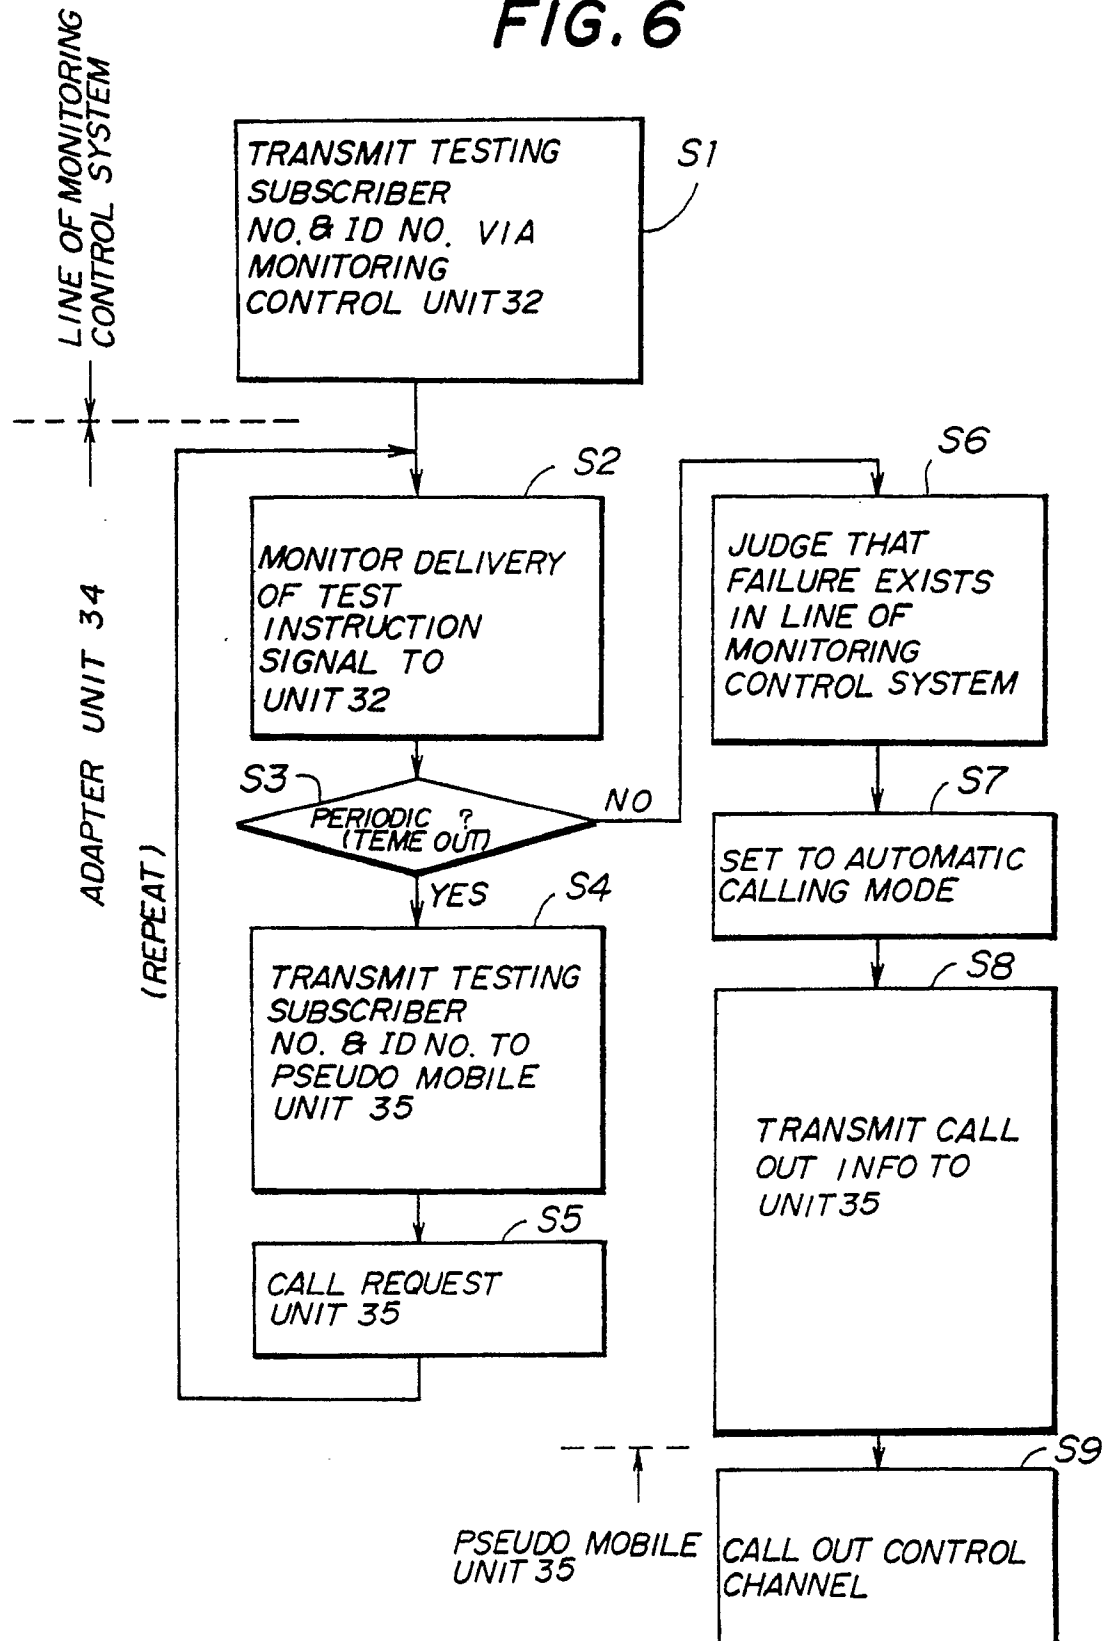 FIG. 6
LINE OF MONITORING
CONTROL SYSTEM
TRANSMIT TESTING
SUBSCRIBER
NO. & ID NO. VIA
MONITORING
CONTROL UNIT 32
S1
S2
MONITOR DELIVERY
OF TEST
INSTRUCTION
SIGNAL TO
UNIT 32
ADAPTER UNIT 34
S3
PERIODIC ?
(TEME OUT)
NO
YES
(REPEAT)
S4
TRANSMIT TESTING
SUBSCRIBER
NO. & ID NO. TO
PSEUDO MOBILE
UNIT 35
S5
CALL REQUEST
UNIT 35
S6
JUDGE THAT
FAILURE EXISTS
IN LINE OF
MONITORING
CONTROL SYSTEM
S7
SET TO AUTOMATIC
CALLING MODE
S8
TRANSMIT CALL
OUT INFO TO
UNIT 35
S9
PSEUDO MOBILE
UNIT 35
CALL OUT CONTROL
CHANNEL